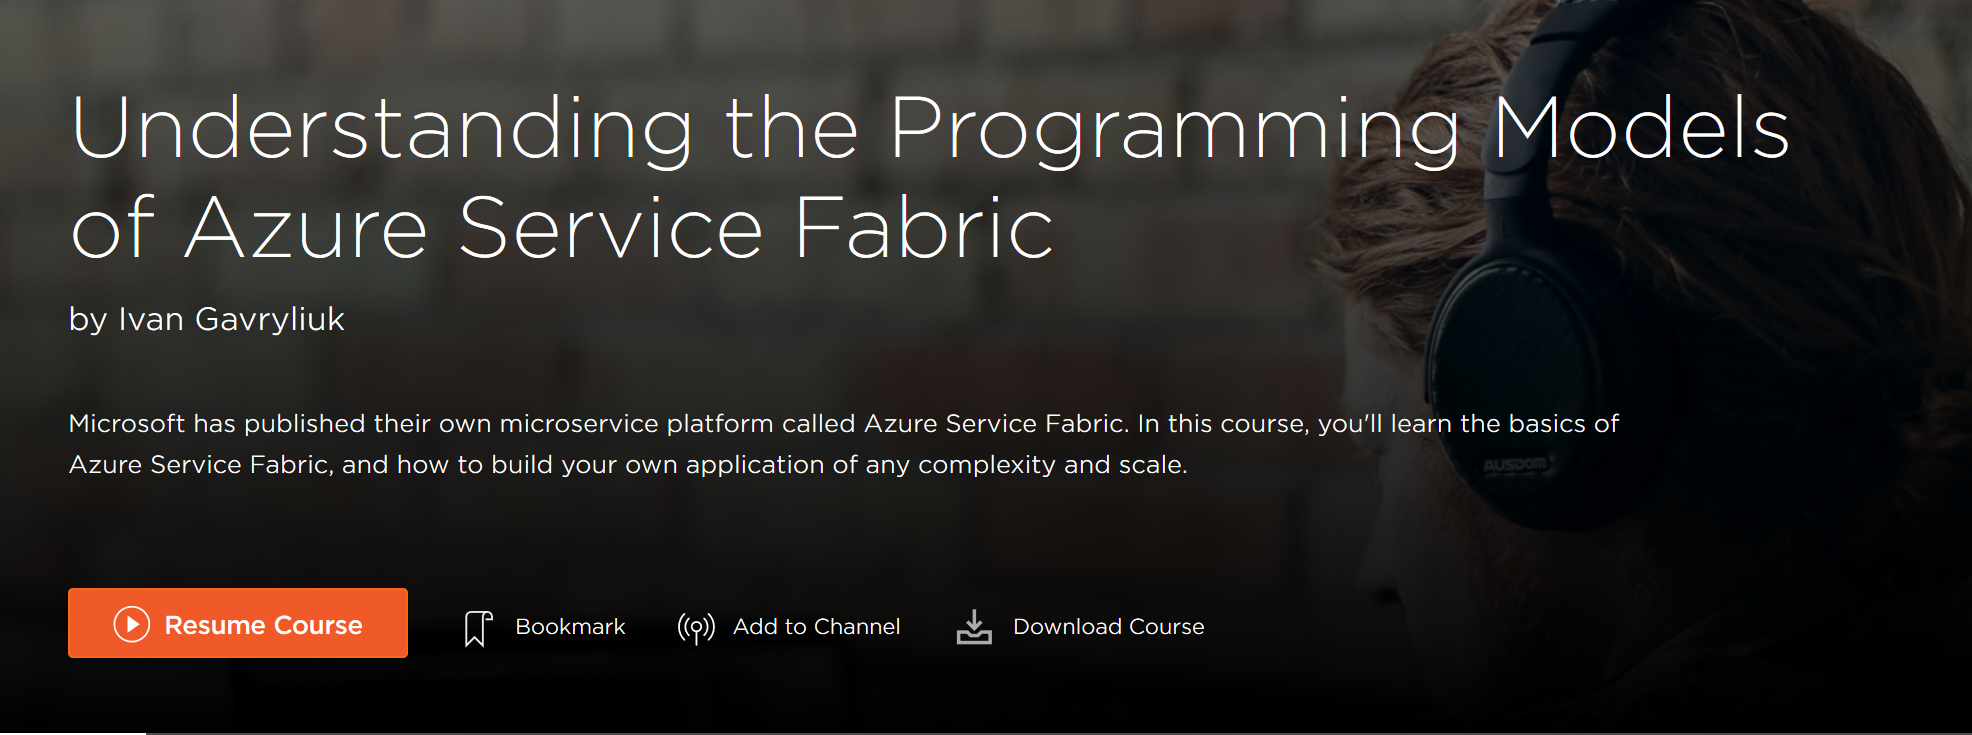 Understanding the Programming Models
of Azure Service Fabric
by Ivan Gavryliuk
Microsoft has published their own microservice platform called Azure Service Fabric. In this course, you'll learn the basics of
Azure Service Fabric, and how to build your own application of any complexity and scale.
AUSDOM
Resume Course
Bookmark
Add to Channel
Download Course